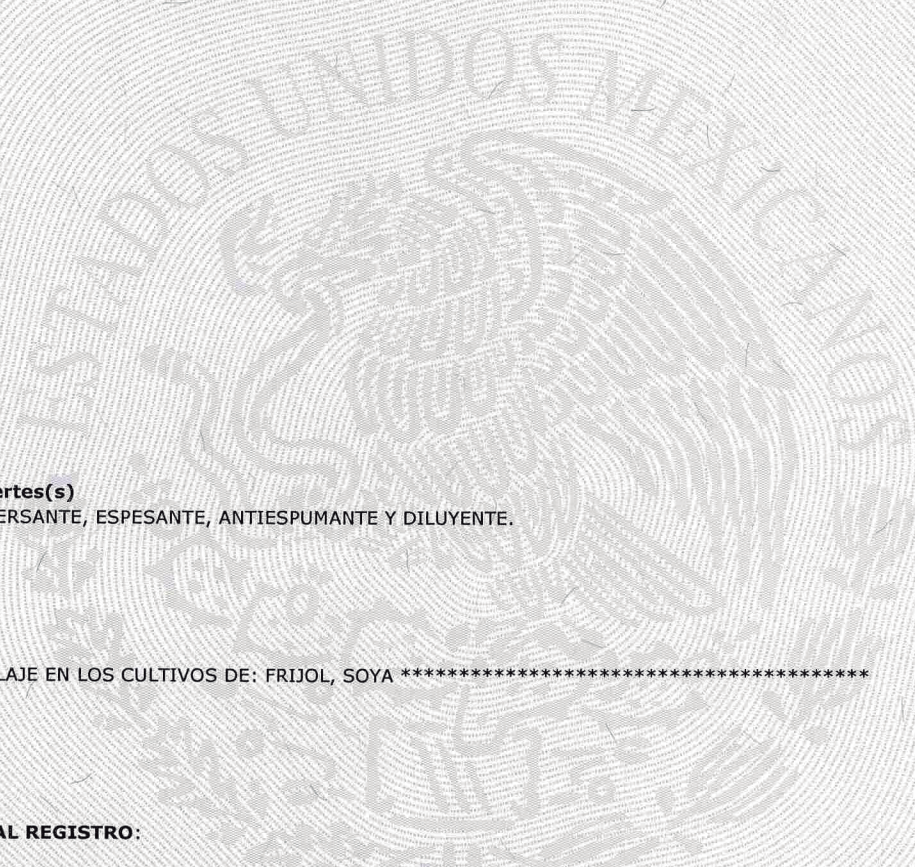 ESTADOS UNIDOS MEXICANOS
ertes(s)
ERSANTE, ESPESANTE, ANTIESPUMANTE Y DILUYENTE.
LAJE EN LOS CULTIVOS DE: FRIJOL, SOYA ****************************************
AL REGISTRO: